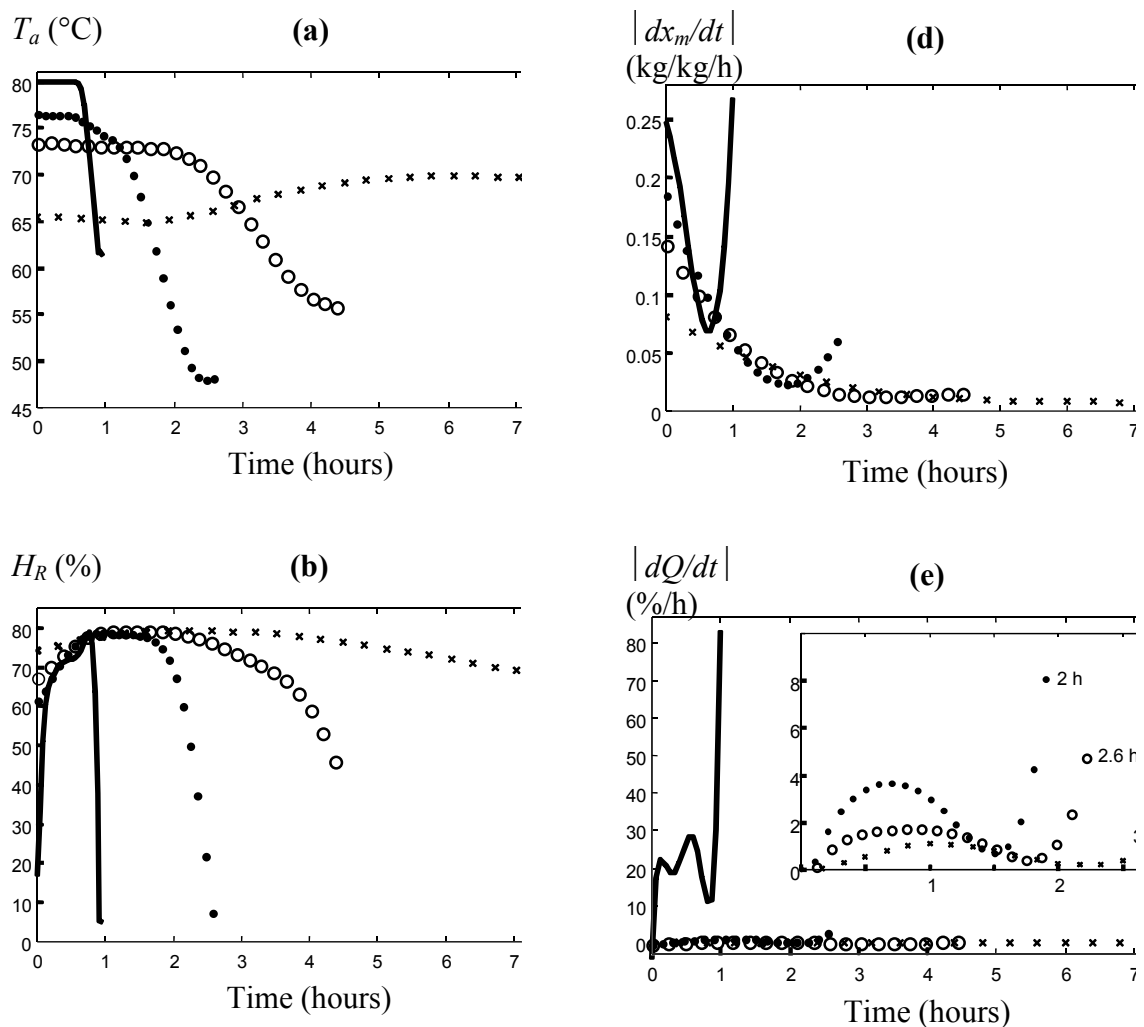 T_a (°C)
(a)
80
75
70
65
60
55
50
45
0 1 2 3 4 5 6 7
Time (hours)
|dx_m/dt|
(kg/kg/h)
(d)
0.25
0.2
0.15
0.1
0.05
0
0 1 2 3 4 5 6 7
Time (hours)
H_R (%)
(b)
80
70
60
50
40
30
20
10
0
0 1 2 3 4 5 6 7
Time (hours)
|dQ/dt|
(%/h)
(e)
80
70
60
50
40
30
20
10
0
0 1 2 3 4 5 6 7
8
6
4
2
0
1 2
2 h
2.6 h
Time (hours)